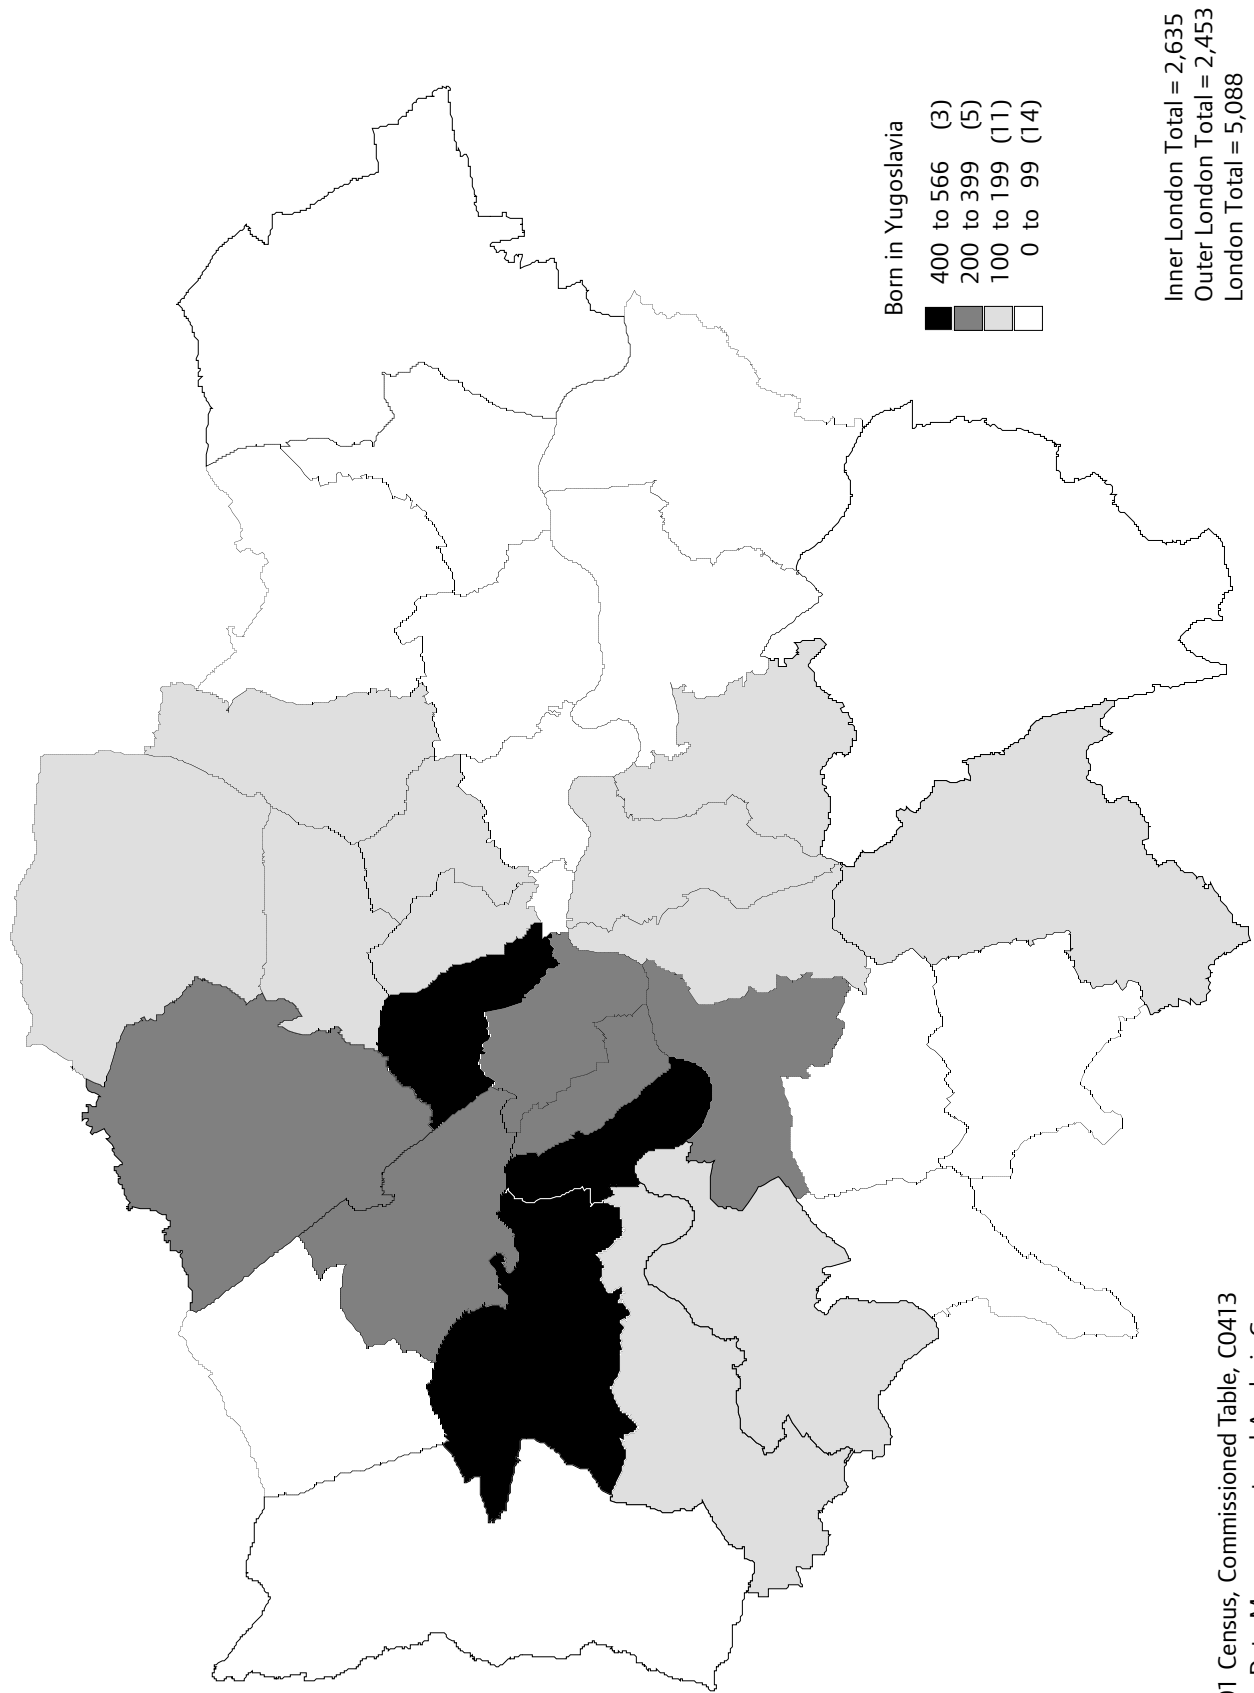 Born in Yugoslavia
400 to 566 (3)
200 to 399 (5)
100 to 199 (11)
0 to 99 (14)
Inner London Total = 2,635
Outer London Total = 2,453
London Total = 5,088
Census, Commissioned Table, C0413